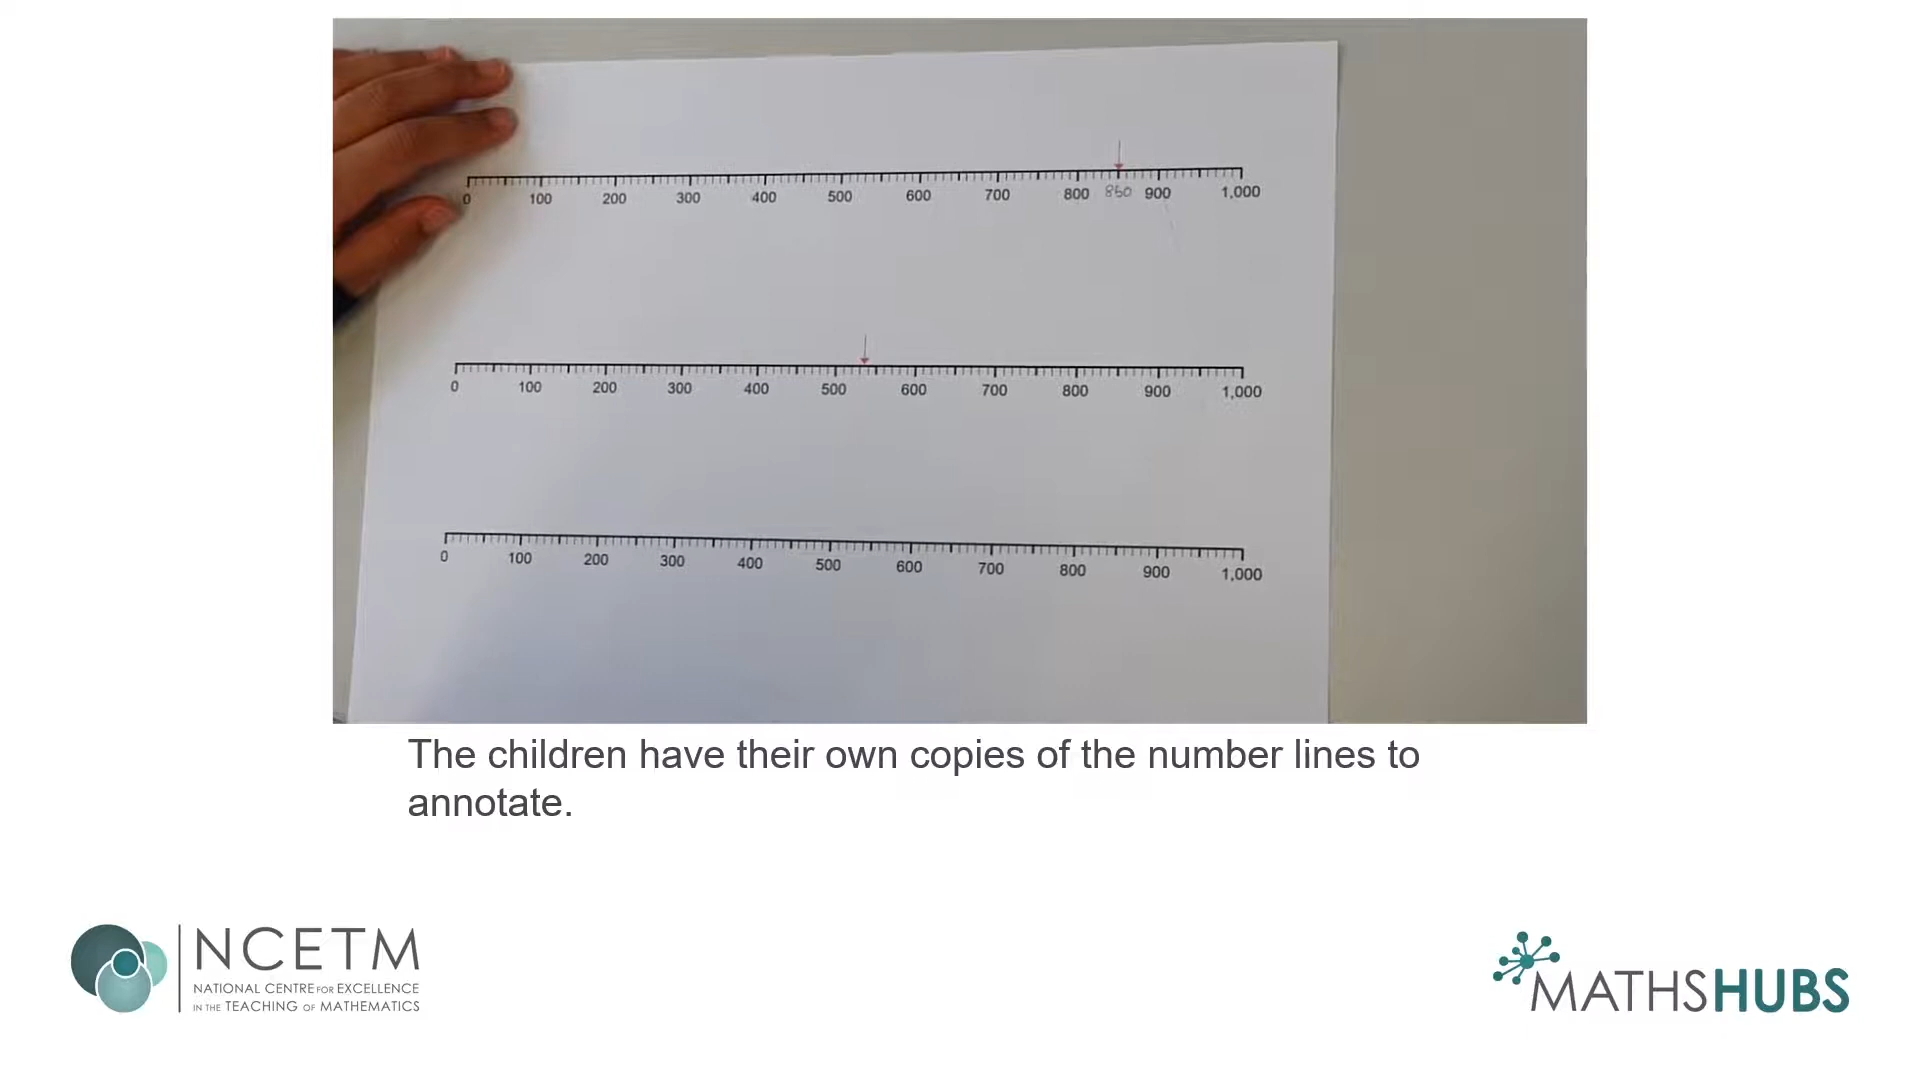 0 100 200 300 400 500 600 700 800 850 900 1,000
0 100 200 300 400 500 600 700 800 900 1,000
0 100 200 300 400 500 600 700 800 900 1,000
The children have their own copies of the number lines to
annotate.
NCETM
NATIONAL CENTRE FOR EXCELLENCE
IN THE TEACHING OF MATHEMATICS
MATHSHUBS